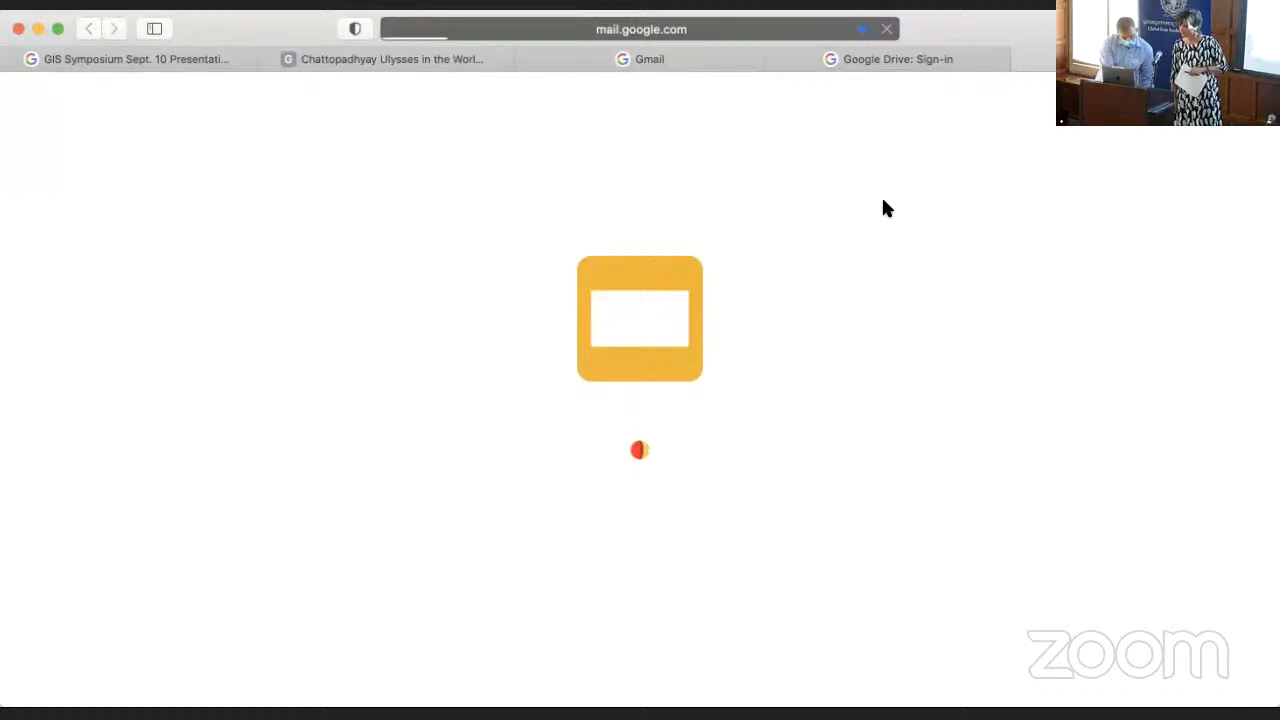 mail.google.com
GIS Symposium Sept. 10 Presentati...
Chattopadhyay Ulysses in the Worl...
Gmail
Google Drive: Sign-in
zoom